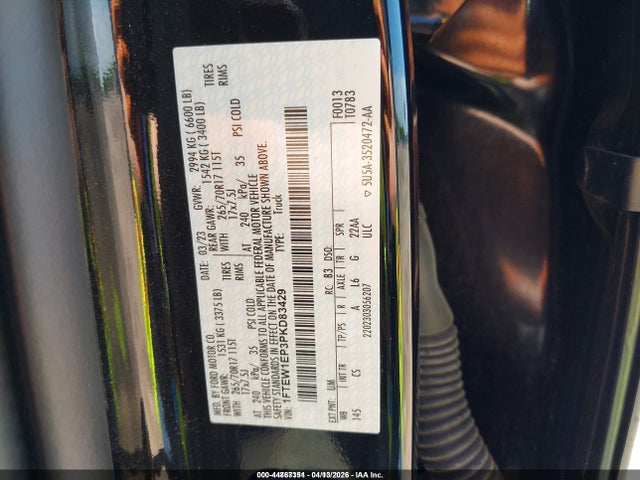 MFD. BY FORD MOTOR CO.
DATE: 03/23 GVWR: 2994 KG ( 6600 LB)
FRONT GAWR: 1531 KG (3375 LB) REAR GAWR: 1542 KG ( 3400 LB)
265/70R17 115T TIRES WITH 265/70R17 115T TIRES
17x7.5J RIMS 17x7.5J RIMS
AT 240 kPa/ 35 PSI COLD AT 240 kPa/ 35 PSI COLD
THIS VEHICLE CONFORMS TO ALL APPLICABLE FEDERAL MOTOR VEHICLE
SAFETY STANDARDS IN EFFECT ON THE DATE OF MANUFACTURE SHOWN ABOVE.
VIN: 1FTEW1EP3PKD83429 TYPE: Truck
F0013
T0783
EXT PNT: UM RC: 83 DSO:
WB INT TR TP/PS R AXLE TR SPR
145 CS A L6 G 22AA
2202303056207 ULC
▽ 5U5A-3520472-AA
04/13/2026 - IAA Inc.